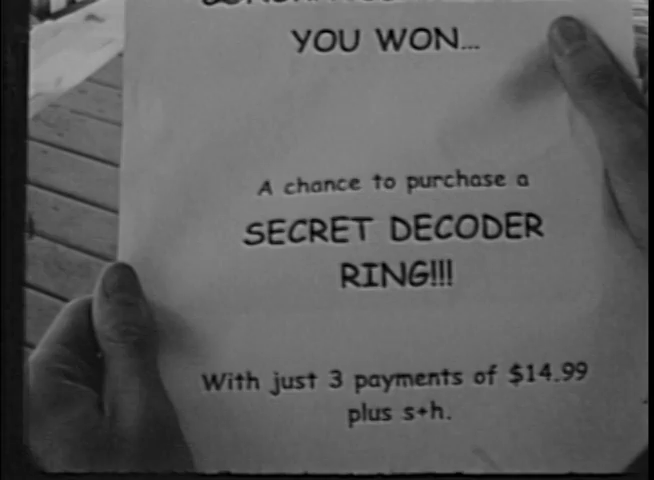 YOU WON...
A chance to purchase a
SECRET DECODER
RING!!!
With just 3 payments of $14.99
plus s+h.